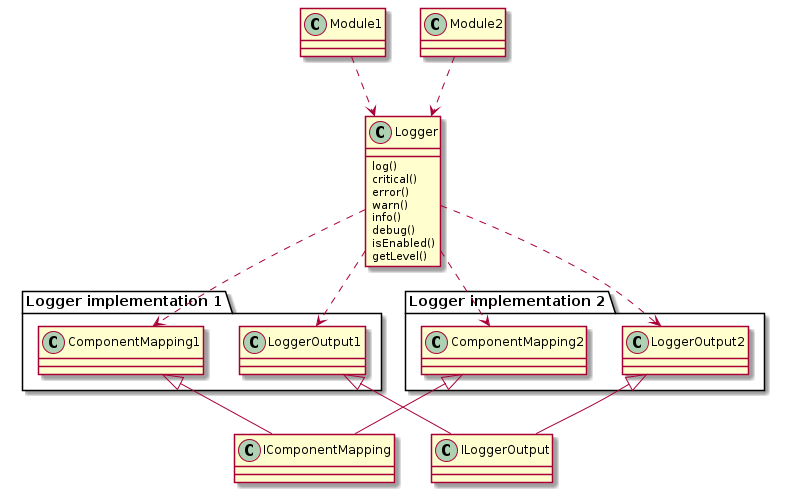 C Module1
C Module2
C Logger
log()
critical()
error()
warn()
info()
debug()
isEnabled()
getLevel()
Logger implementation 1
Logger implementation 2
C ComponentMapping1
C LoggerOutput1
C ComponentMapping2
C LoggerOutput2
C IComponentMapping
C ILoggerOutput